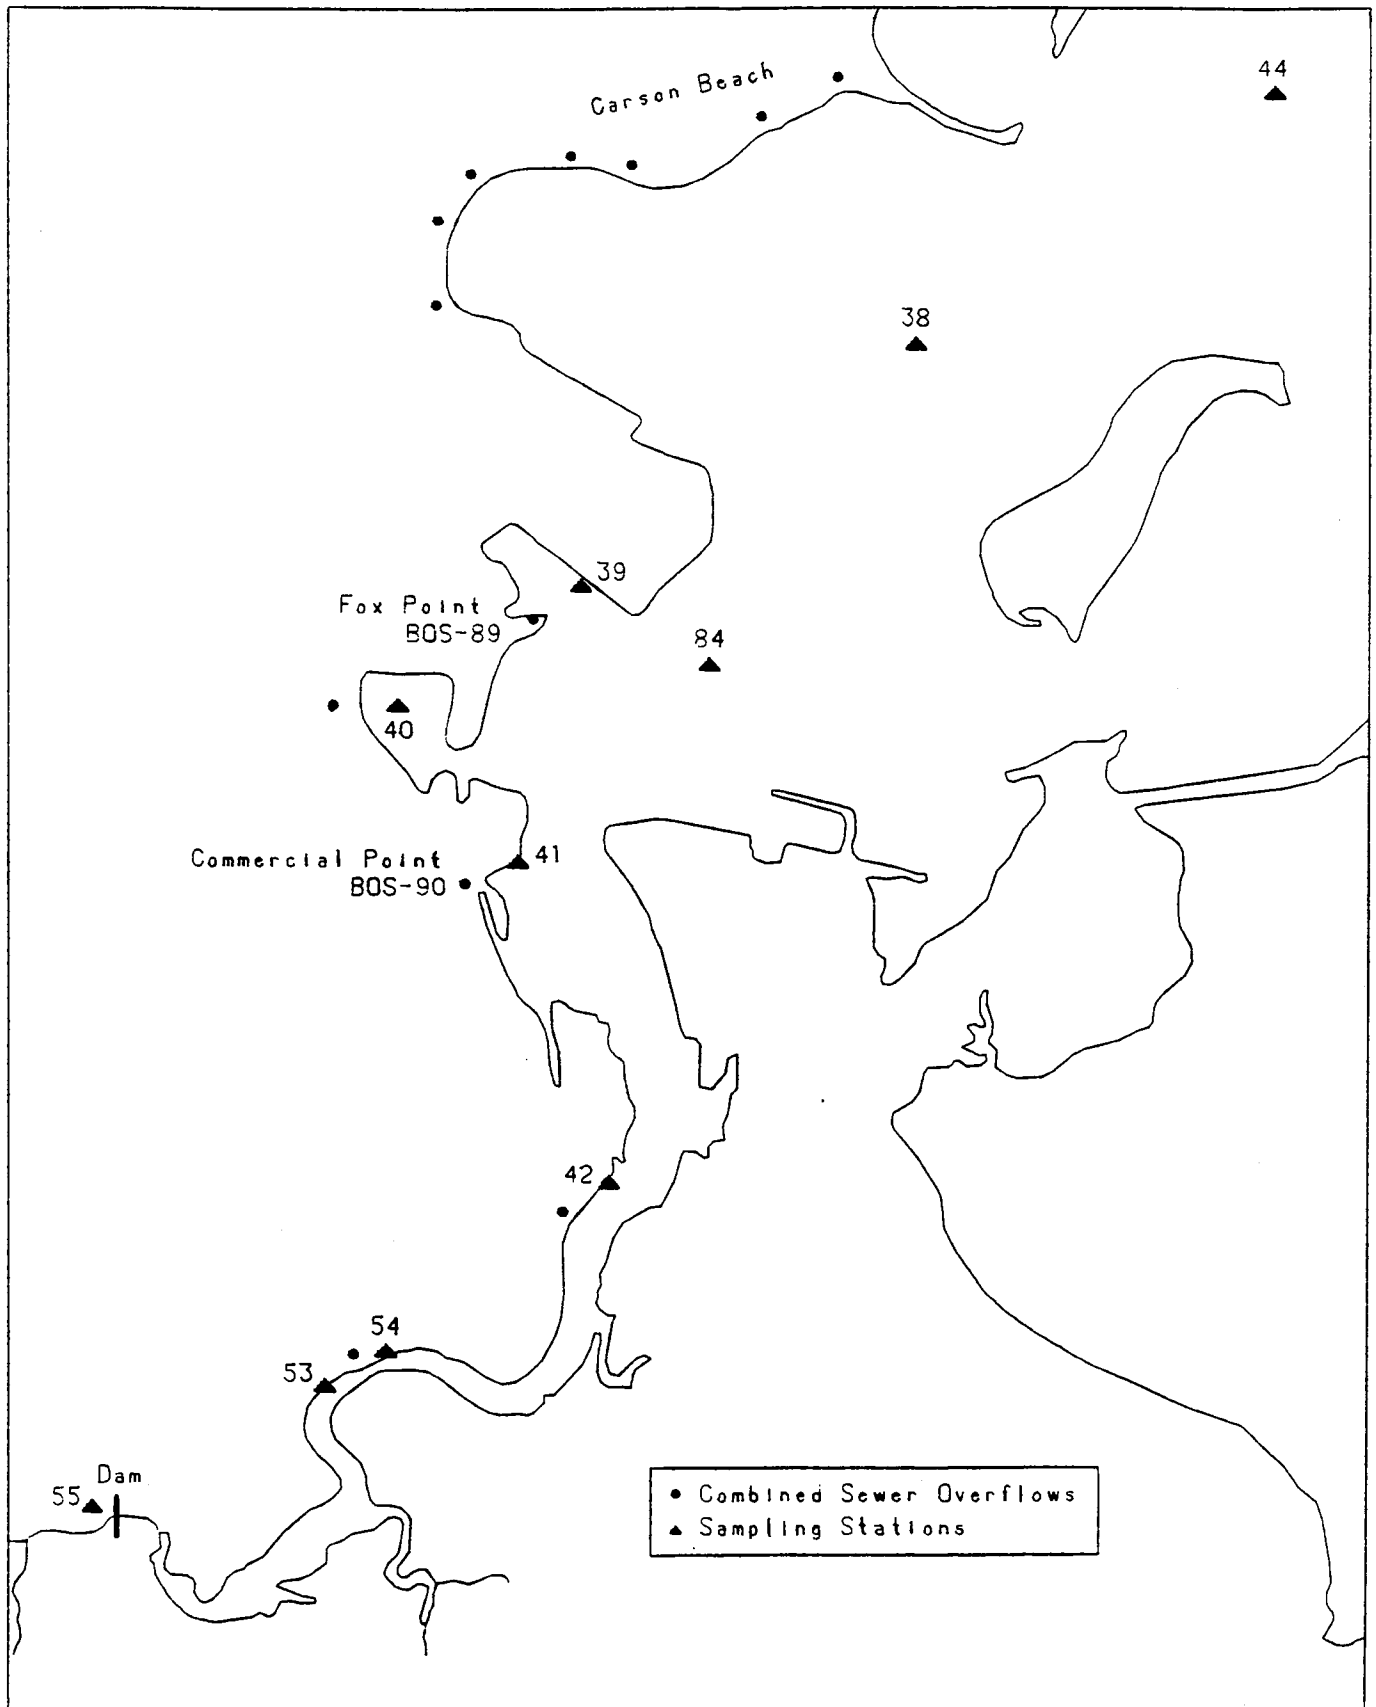 44
Carson Beach
38
39
Fox Point
BOS-89
84
40
41
Commercial Point
BOS-90
42
54
53
Dam
55
Combined Sewer Overflows
Sampling Stations